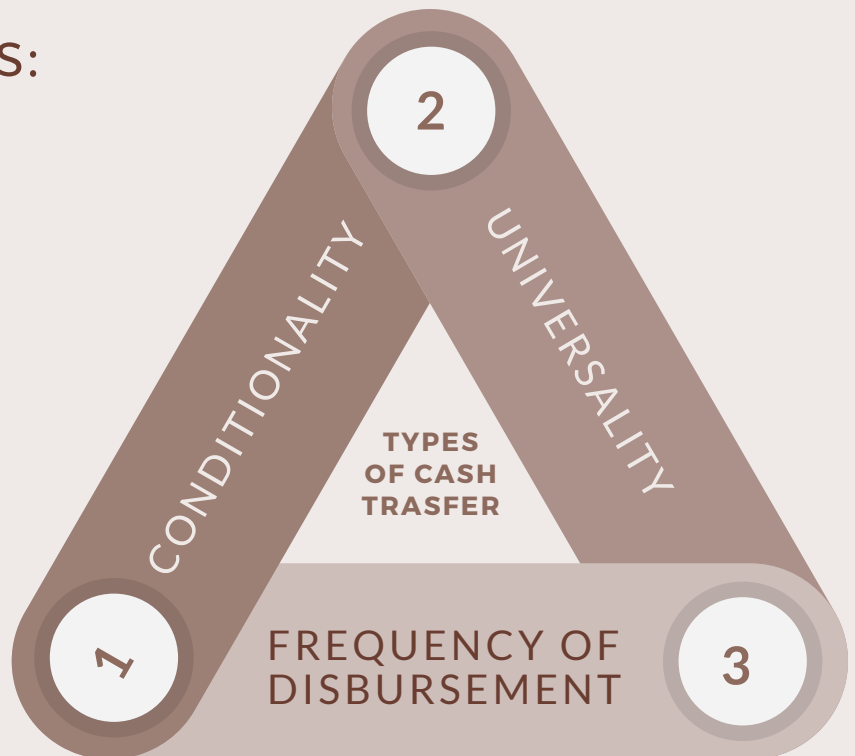 S:
2
CONDITIONALITY
UNIVERSALITY
TYPES
OF CASH
TRASFER
1
FREQUENCY OF
DISBURSEMENT
3